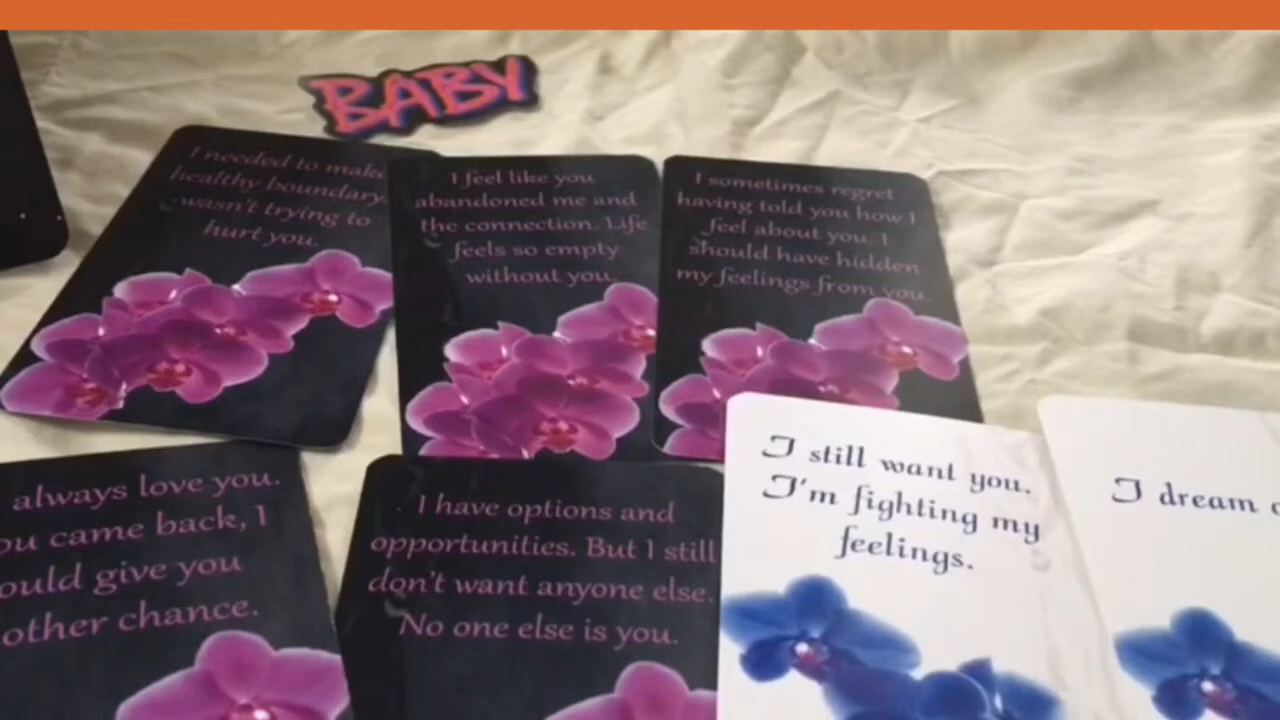 BABY
I needed to make
healthy boundary.
wasn't trying to
hurt you.
I feel like you
abandoned me and
the connection. Life
feels so empty
without you.
I sometimes regret
having told you how I
feel about you. I
should have hidden
my feelings from you.
always love you.
ou came back, I
ould give you
other chance.
I have options and
opportunities. But I still
don't want anyone else.
No one else is you.
I still want you.
I'm fighting my
feelings.
I dream